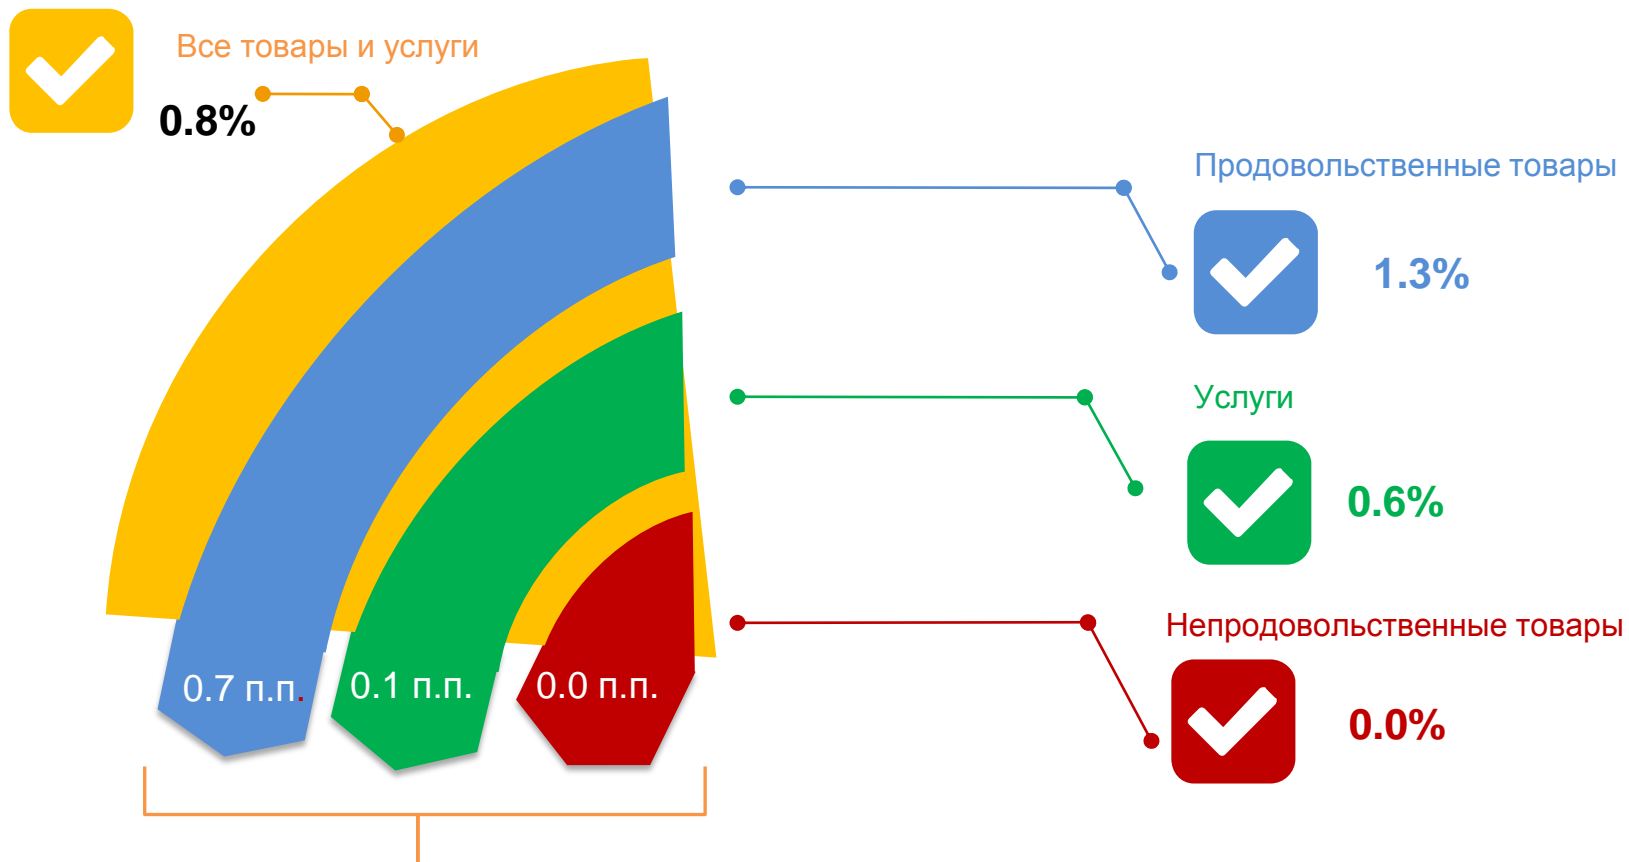 Все товары и услуги
0.8%
Продовольственные товары
1.3%
Услуги
0.6%
Непродовольственные товары
0.0%
0.7 п.п.
0.1 п.п.
0.0 п.п.